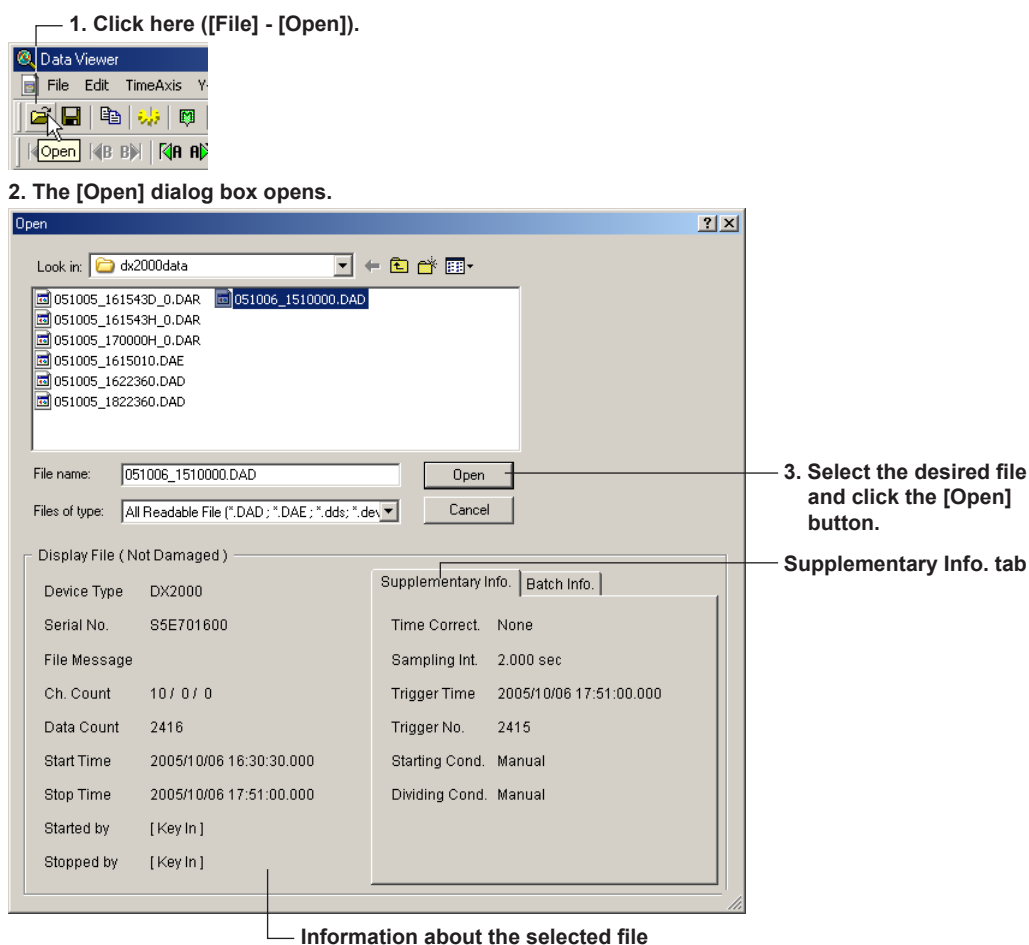 1. Click here ([File] - [Open]).
Data Viewer
File Edit TimeAxis Y-
Open
B B A A
2. The [Open] dialog box opens.
Open
Look in: dx2000data
051005_161543D_0.DAR 051006_1510000.DAD
051005_161543H_0.DAR
051005_170000H_0.DAR
051005_1615010.DAE
051005_1622360.DAD
051005_1822360.DAD
File name: 051006_1510000.DAD Open
Files of type: All Readable File (*.DAD ; *.DAE ; *.dds; *.dev Cancel
3. Select the desired file
and click the [Open]
button.
Display File ( Not Damaged )
Supplementary Info. tab
Supplementary Info. Batch Info.
Device Type DX2000
Serial No. S5E701600
File Message
Ch. Count 10 / 0 / 0
Data Count 2416
Start Time 2005/10/06 16:30:30.000
Stop Time 2005/10/06 17:51:00.000
Started by [ Key In ]
Stopped by [ Key In ]
Time Correct. None
Sampling Int. 2.000 sec
Trigger Time 2005/10/06 17:51:00.000
Trigger No. 2415
Starting Cond. Manual
Dividing Cond. Manual
Information about the selected file